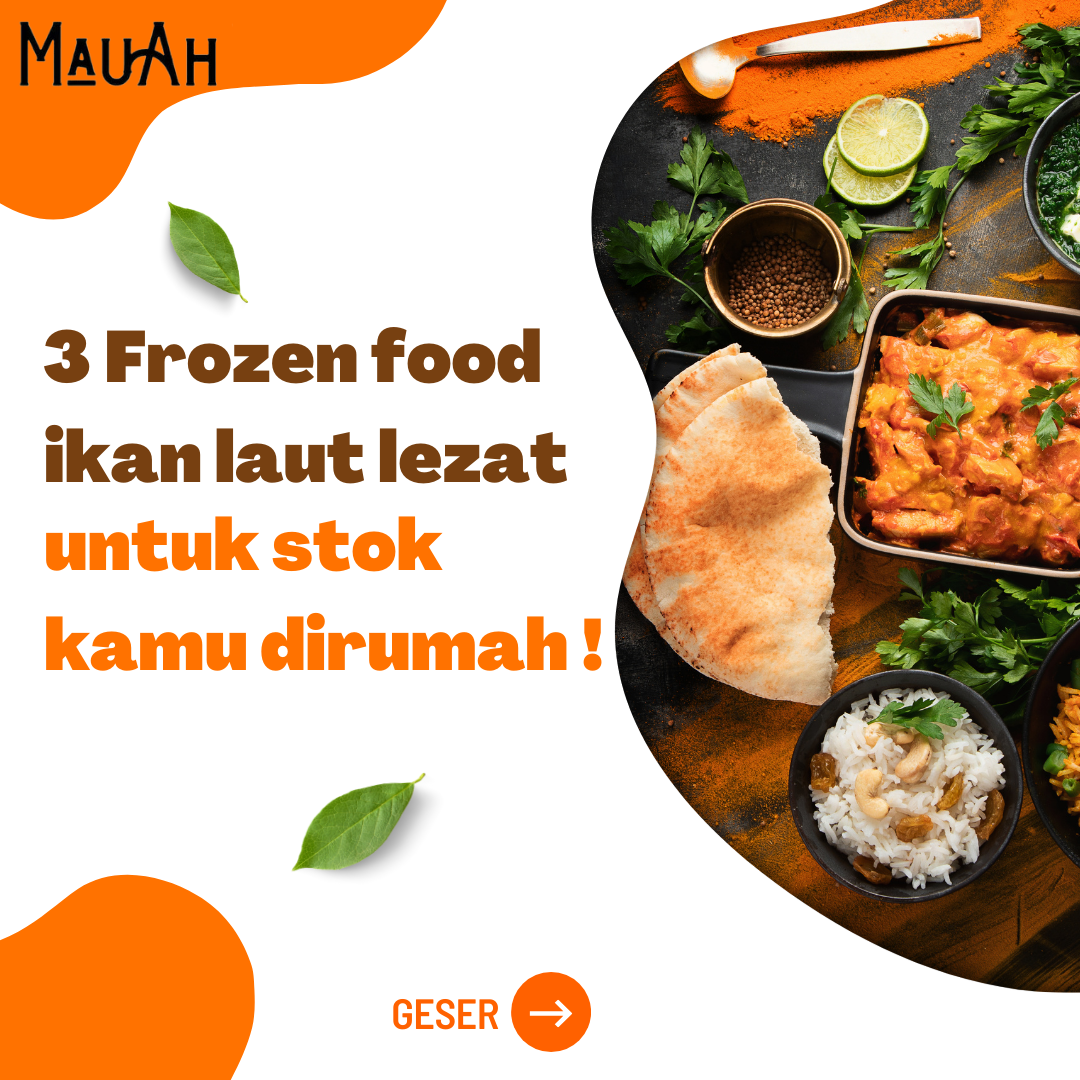 MAUAH
3 Frozen food
ikan laut lezat
untuk stok
kamu dirumah !
GESER